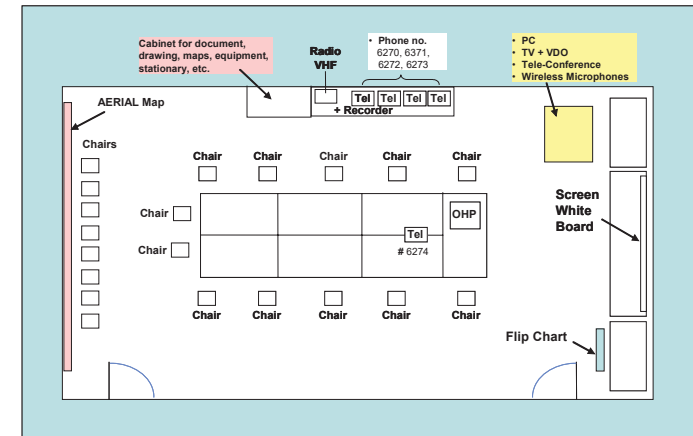 Cabinet for document,
drawing, maps, equipment,
stationary, etc.
Radio
VHF
• Phone no.
6270, 6371,
6272, 6273
• PC
• TV + VDO
• Tele-Conference
• Wireless Microphones
AERIAL Map
Tel Tel Tel Tel
+ Recorder
Chairs
Chair Chair Chair Chair Chair
Chair
Chair
OHP
Tel
# 6274
Screen
White
Board
Chair Chair Chair Chair Chair
Flip Chart